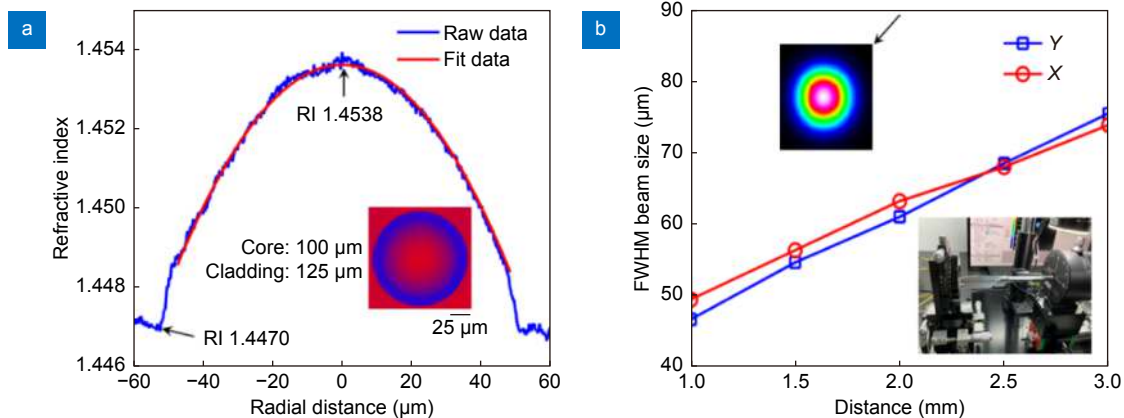 a
1.454
1.452
1.450
1.448
1.446
Refractive index
Raw data
Fit data
RI 1.4538
Core: 100 µm
Cladding: 125 µm
25 µm
RI 1.4470
−60
−40
−20
0
20
40
60
Radial distance (µm)
b
90
80
70
60
50
40
FWHM beam size (µm)
Y
X
1.0
1.5
2.0
2.5
3.0
Distance (mm)